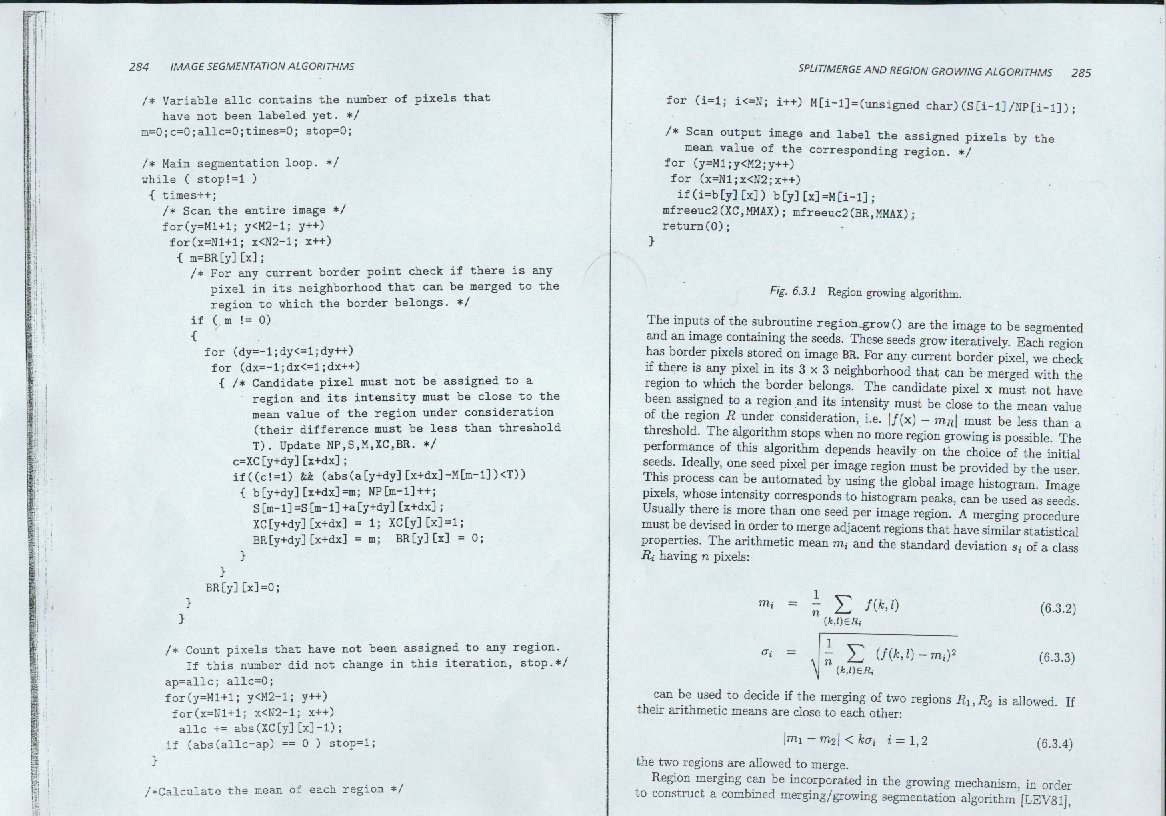 284 IMAGE SEGMENTATION ALGORITHMS
/* Variable allc contains the number of pixels that
have not been labeled yet. */
m=0;c=0;allc=0;times=0; stop=0;
/* Main segmentation loop. */
while ( stop!=1 )
{ times++;
/* Scan the entire image */
for(y=M1+1; y<M2-1; y++)
for(x=N1+1; x<N2-1; x++)
{ m=BR[y][x];
/* For any current border point check if there is any
pixel in its neighborhood that can be merged to the
region to which the border belongs. */
if ( m != 0)
{
for (dy=-1;dy<=1;dy++)
for (dx=-1;dx<=1;dx++)
{ /* Candidate pixel must not be assigned to a
region and its intensity must be close to the
mean value of the region under consideration
(their difference must be less than threshold
T). Update NP,S,M,XC,BR. */
c=XC[y+dy][x+dx];
if((c!=1) && (abs(a[y+dy][x+dx]-M[m-1])<T))
{ b[y+dy][x+dx]=m; NP[m-1]++;
S[m-1]=S[m-1]+a[y+dy][x+dx];
XC[y+dy][x+dx] = 1; XC[y][x]=1;
BR[y+dy][x+dx] = m; BR[y][x] = 0;
}
}
BR[y][x]=0;
}
}
/* Count pixels that have not been assigned to any region.
If this number did not change in this iteration, stop.*/
ap=allc; allc=0;
for(y=M1+1; y<M2-1; y++)
for(x=N1+1; x<N2-1; x++)
allc += abs(XC[y][x]-1);
if (abs(allc-ap) == 0 ) stop=1;
}
/*Calculate the mean of each region */
SPLIT/MERGE AND REGION GROWING ALGORITHMS 285
for (i=1; i<=N; i++) M[i-1]=(unsigned char)(S[i-1]/NP[i-1]);
/* Scan output image and label the assigned pixels by the
mean value of the corresponding region. */
for (y=M1;y<M2;y++)
for (x=N1;x<N2;x++)
if(i=b[y][x]) b[y][x]=M[i-1];
mfreeuc2(XC,MMAX); mfreeuc2(BR,MMAX);
return(0);
}
Fig. 6.3.1 Region growing algorithm.
The inputs of the subroutine region_grow() are the image to be segmented
and an image containing the seeds. These seeds grow iteratively. Each region
has border pixels stored on image BR. For any current border pixel, we check
if there is any pixel in its 3 × 3 neighborhood that can be merged with the
region to which the border belongs. The candidate pixel x must not have
been assigned to a region and its intensity must be close to the mean value
of the region R under consideration, i.e. |f(x) − m_R| must be less than a
threshold. The algorithm stops when no more region growing is possible. The
performance of this algorithm depends heavily on the choice of the initial
seeds. Ideally, one seed pixel per image region must be provided by the user.
This process can be automated by using the global image histogram. Image
pixels, whose intensity corresponds to histogram peaks, can be used as seeds.
Usually there is more than one seed per image region. A merging procedure
must be devised in order to merge adjacent regions that have similar statistical
properties. The arithmetic mean m_i and the standard deviation s_i of a class
R_i having n pixels:
m_i = 1/n ∑_{(k,l)∈R_i} f(k,l) (6.3.2)
σ_i = √(1/n ∑_{(k,l)∈R_i} (f(k,l) − m_i)²) (6.3.3)
can be used to decide if the merging of two regions R₁, R₂ is allowed. If
their arithmetic means are close to each other:
|m₁ − m₂| < kσ_i i = 1,2 (6.3.4)
the two regions are allowed to merge.
Region merging can be incorporated in the growing mechanism, in order
to construct a combined merging/growing segmentation algorithm [LEV81],